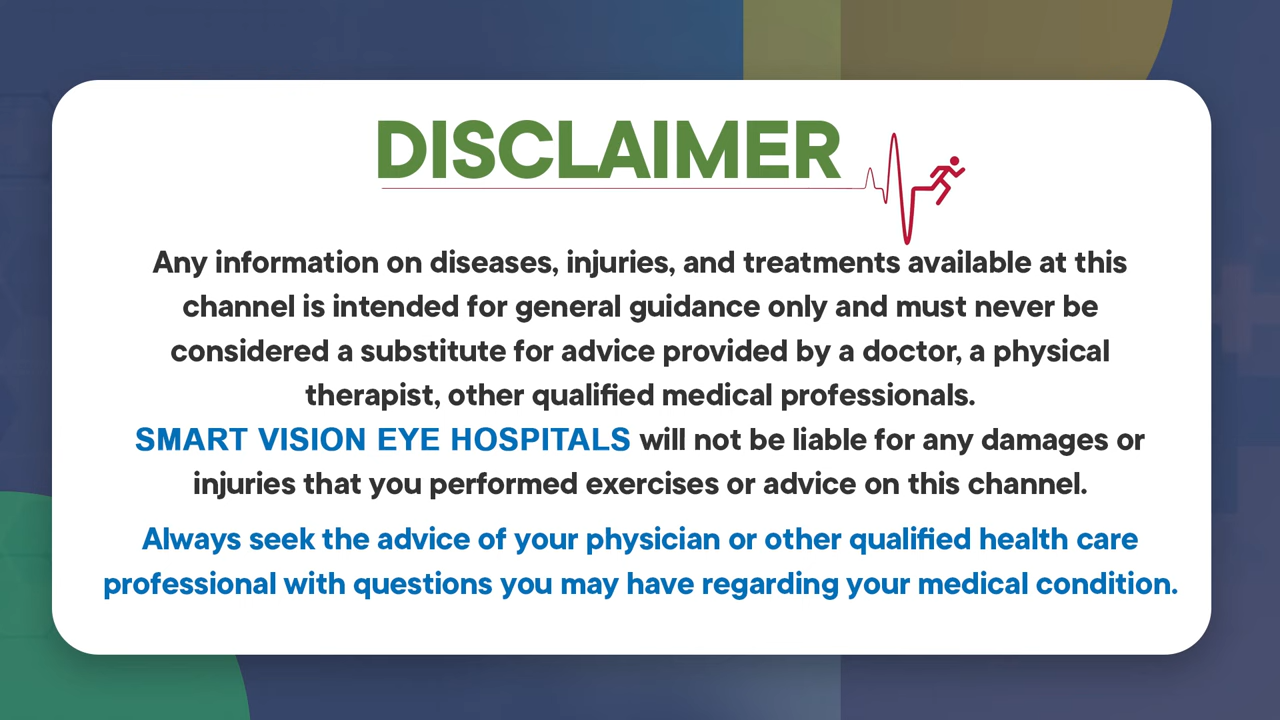 DISCLAIMER
Any information on diseases, injuries, and treatments available at this
channel is intended for general guidance only and must never be
considered a substitute for advice provided by a doctor, a physical
therapist, other qualified medical professionals.
SMART VISION EYE HOSPITALS will not be liable for any damages or
injuries that you performed exercises or advice on this channel.
Always seek the advice of your physician or other qualified health care
professional with questions you may have regarding your medical condition.